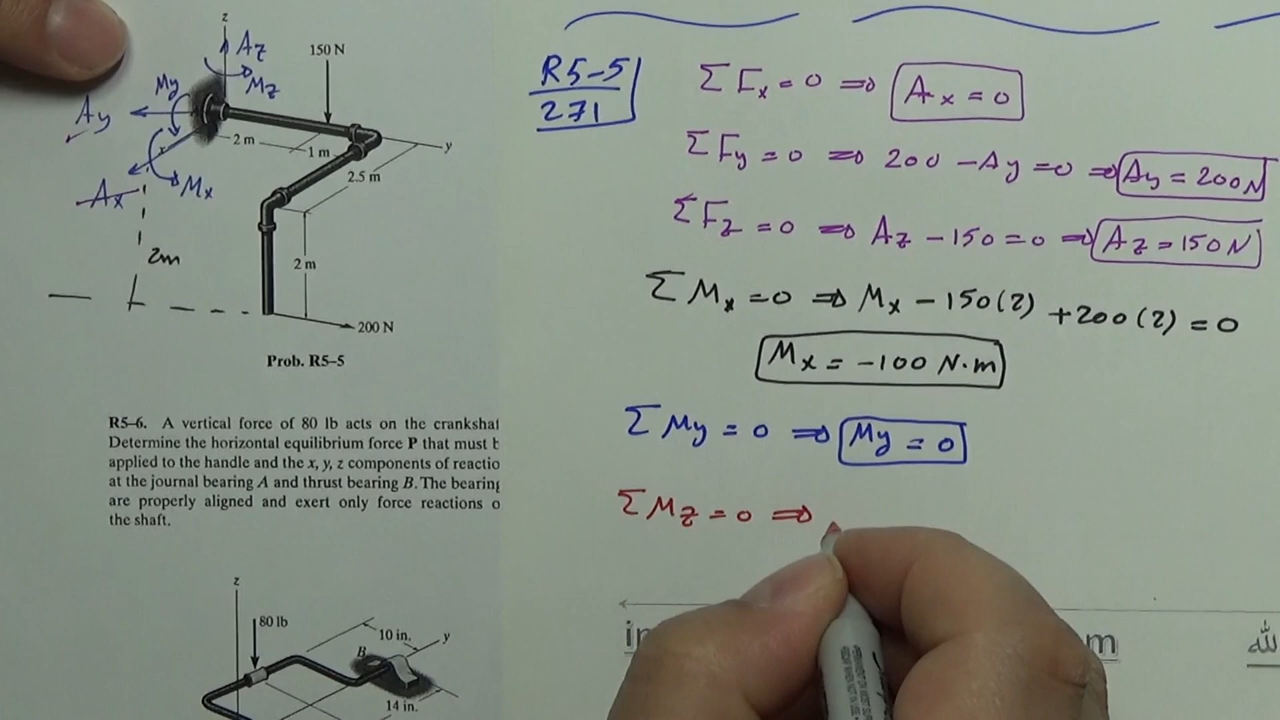 z
Az
150 N
My
Mz
Ay
2 m
1 m
y
x
2.5 m
Ax
Mx
2m
2 m
200 N
Prob. R5–5
R5–6. A vertical force of 80 lb acts on the crankshaf
Determine the horizontal equilibrium force P that must b
applied to the handle and the x, y, z components of reactio
at the journal bearing A and thrust bearing B. The bearing
are properly aligned and exert only force reactions o
the shaft.
z
80 lb
10 in.
y
B
14 in.
R5-5
271
ΣFx = 0 ⇒ Ax = 0
ΣFy = 0 ⇒ 200 - Ay = 0 ⇒ Ay = 200N
ΣFz = 0 ⇒ Az - 150 = 0 ⇒ Az = 150 N
ΣMx = 0 ⇒ Mx - 150(2) + 200(2) = 0
Mx = -100 N.m
ΣMy = 0 ⇒ My = 0
ΣMz = 0 ⇒
m
الله